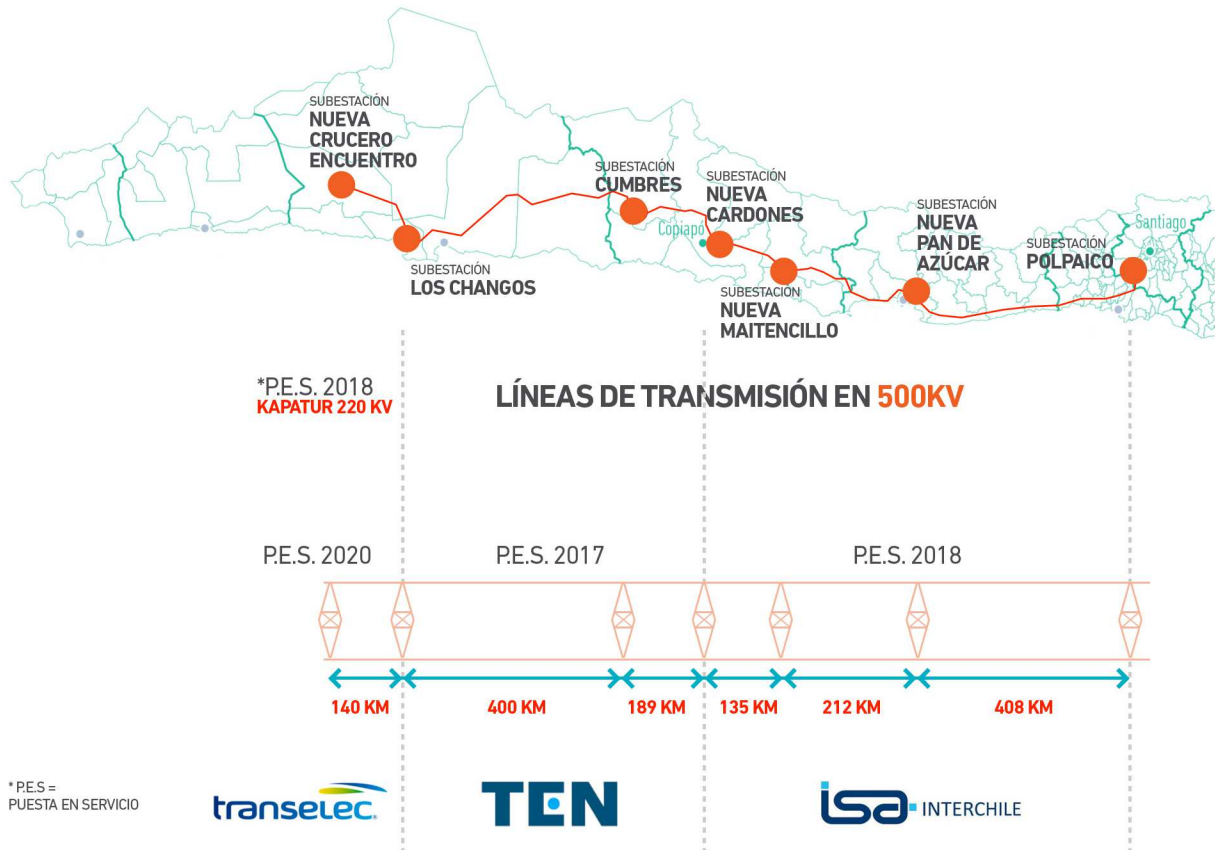 SUBESTACIÓN
NUEVA
CRUCERO
ENCUENTRO
SUBESTACIÓN
LOS CHANGOS
SUBESTACIÓN
CUMBRES
SUBESTACIÓN
NUEVA
CARDONES
Copiapó
SUBESTACIÓN
NUEVA
MAITENCILLO
SUBESTACIÓN
NUEVA
PAN DE
AZÚCAR
SUBESTACIÓN
POLPAICO
Santiago
*P.E.S. 2018
KAPATUR 220 KV
LÍNEAS DE TRANSMISIÓN EN 500KV
P.E.S. 2020
P.E.S. 2017
P.E.S. 2018
140 KM
400 KM
189 KM
135 KM
212 KM
408 KM
* P.E.S =
PUESTA EN SERVICIO
transelec
TEN
isa INTERCHILE